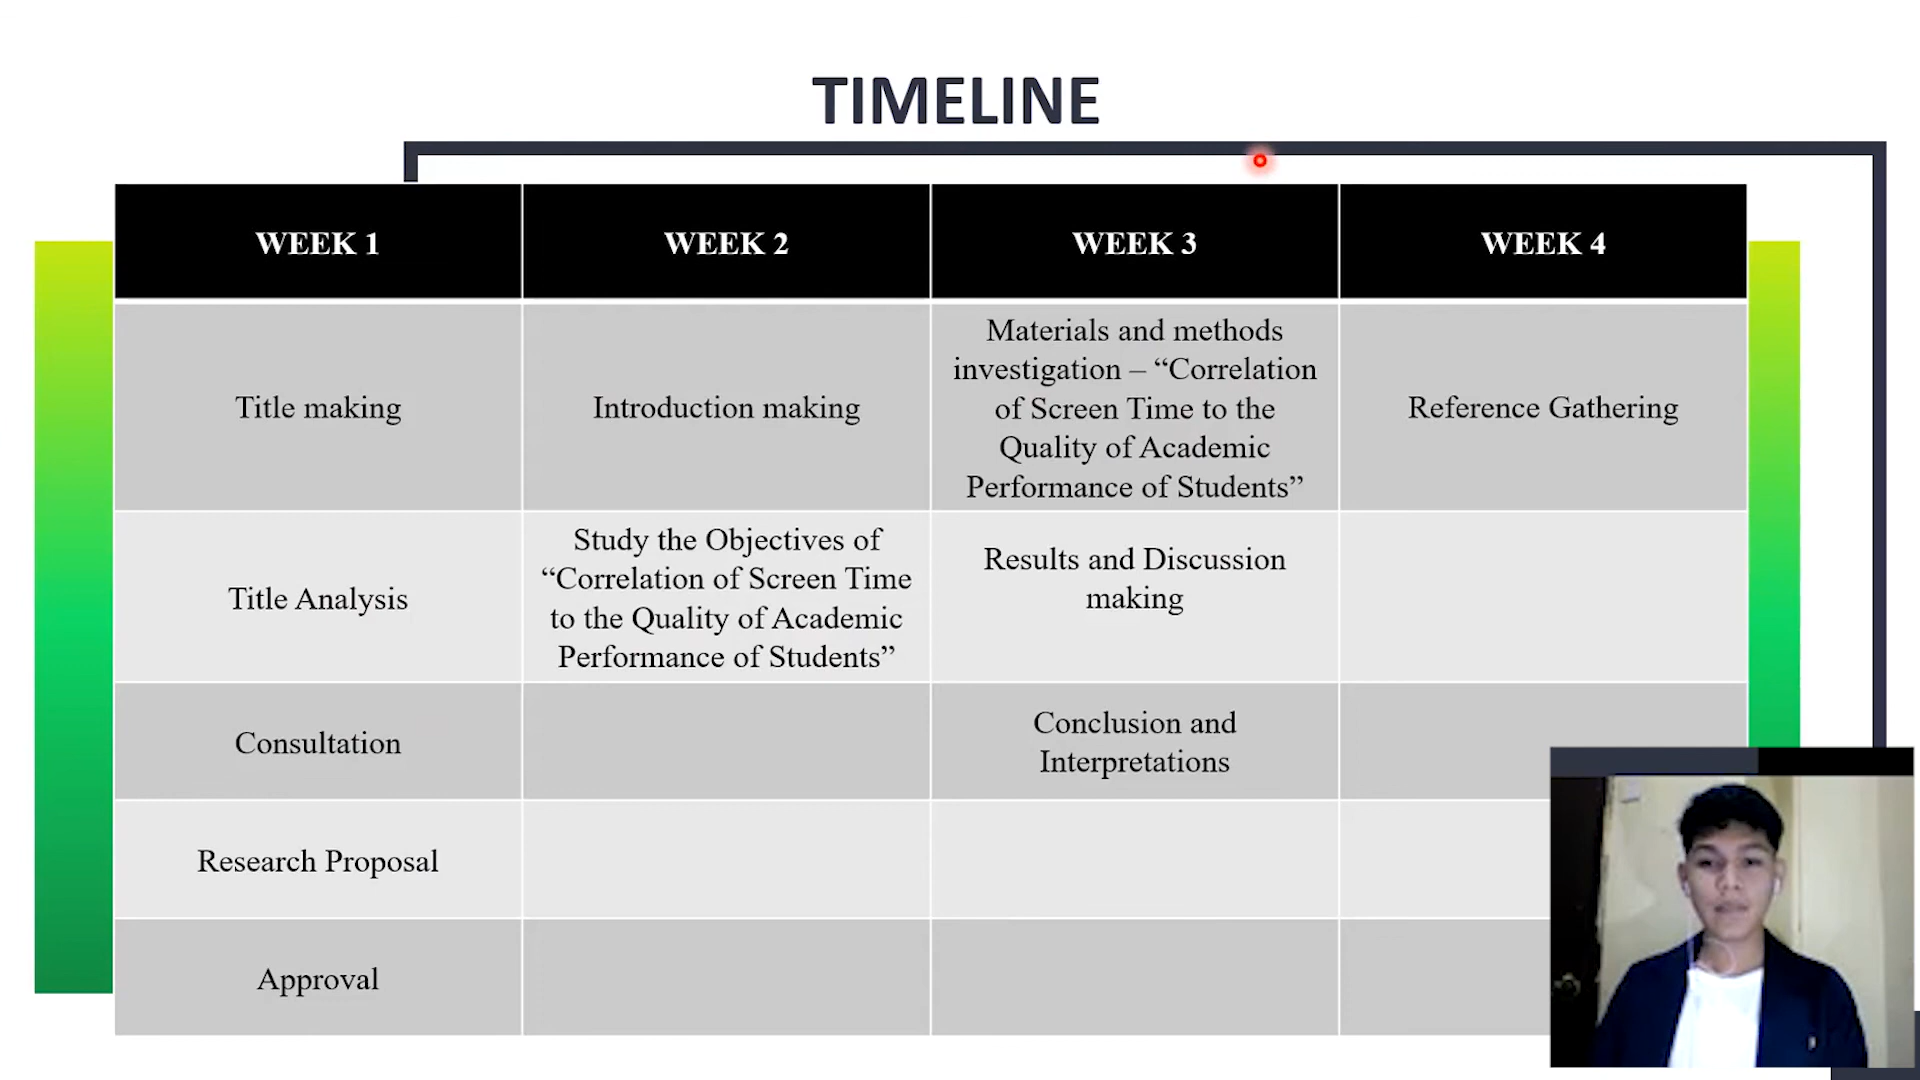 TIMELINE
WEEK 1
WEEK 2
WEEK 3
WEEK 4
Title making
Introduction making
Materials and methods
investigation – “Correlation
of Screen Time to the
Quality of Academic
Performance of Students”
Reference Gathering
Title Analysis
Study the Objectives of
“Correlation of Screen Time
to the Quality of Academic
Performance of Students”
Results and Discussion
making
Consultation
Conclusion and
Interpretations
Research Proposal
Approval